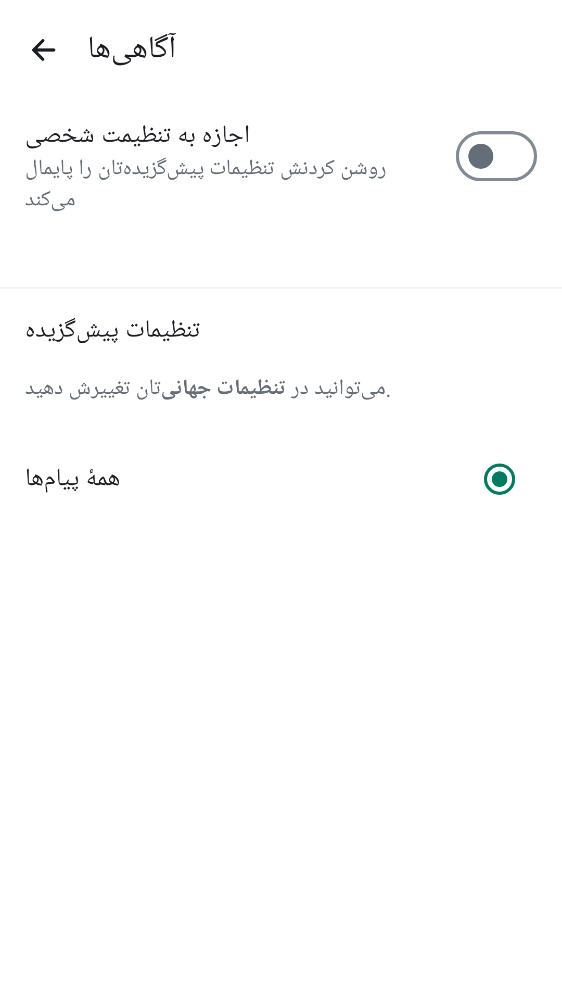 آگاهی‌ها
اجازه به تنظیمت شخصی
روشن کردنش تنظیمات پیش‌گزیده‌تان را پایمال
می‌کند
تنظیمات پیش‌گزیده
می‌توانید در تنظیمات جهانی‌تان تغییرش دهید.
همهٔ پیام‌ها